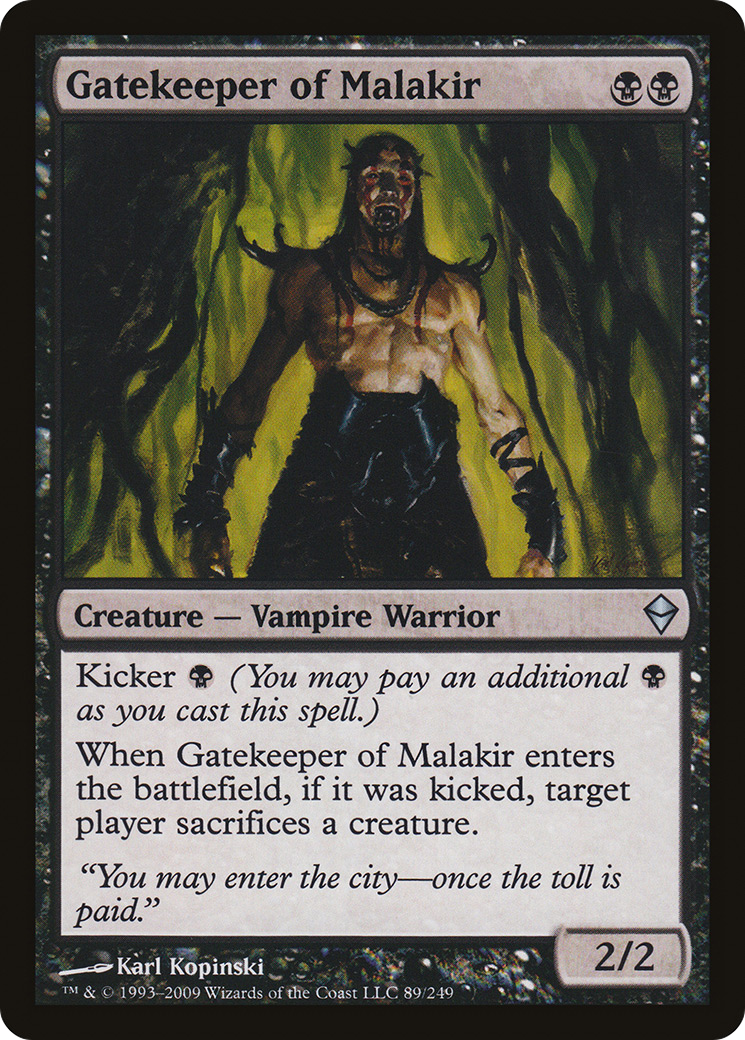 Gatekeeper of Malakir
Creature — Vampire Warrior
Kicker (You may pay an additional
as you cast this spell.)
When Gatekeeper of Malakir enters
the battlefield, if it was kicked, target
player sacrifices a creature.
“You may enter the city—once the toll is
paid.”
2/2
Karl Kopinski
™ & © 1993–2009 Wizards of the Coast LLC 89/249